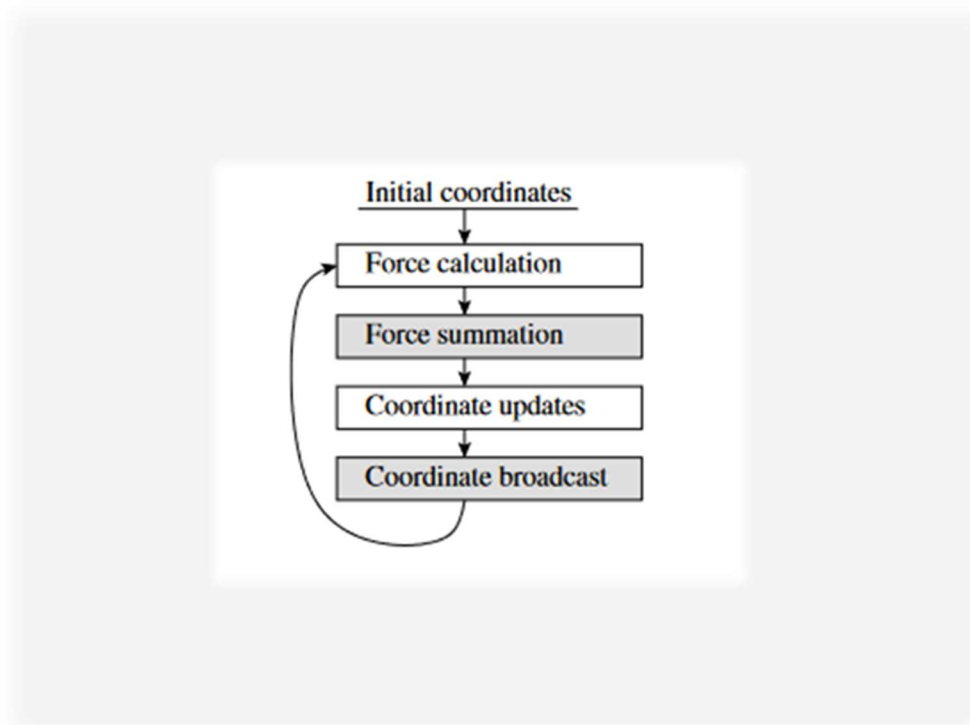 Initial coordinates
Force calculation
Force summation
Coordinate updates
Coordinate broadcast